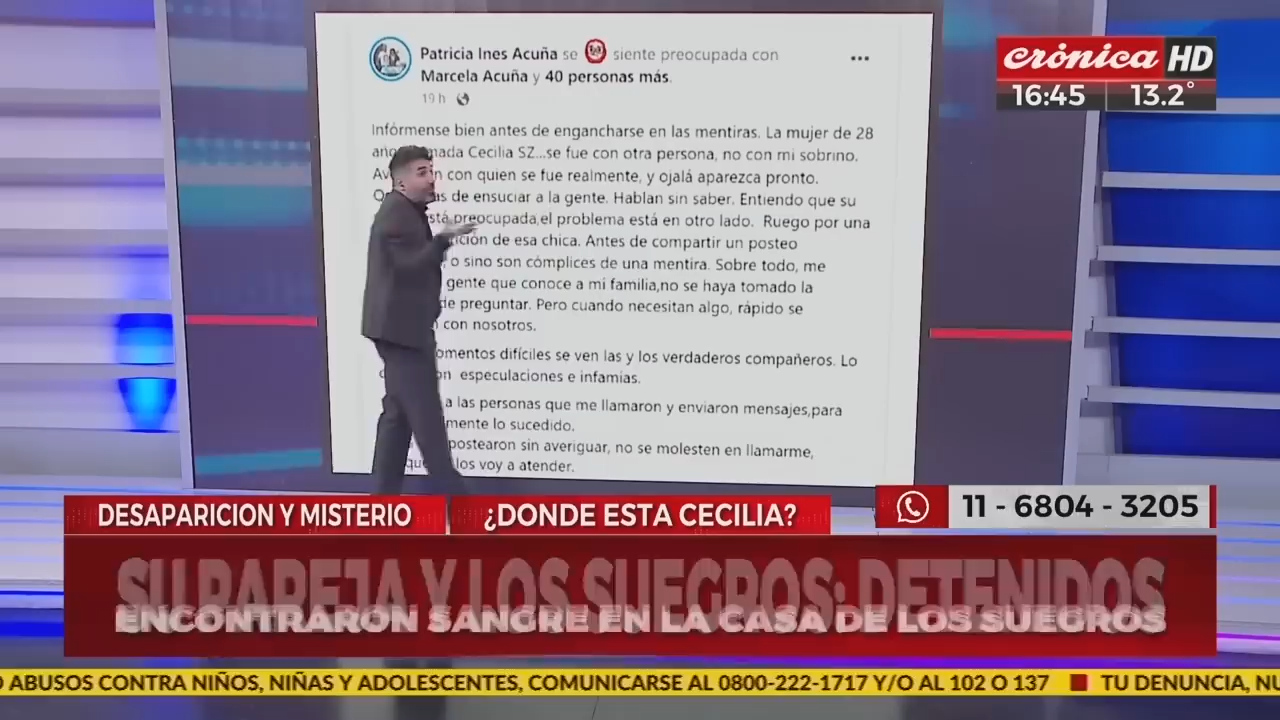 Patricia Ines Acuña se siente preocupada con
Marcela Acuña y 40 personas más.
19 h
Infórmense bien antes de engancharse en las mentiras. La mujer de 28
Cecilia SZ...se fue con otra persona, no con mi sobrino.
con quien se fue realmente, y ojalá aparezca pronto.
de ensuciar a la gente. Hablan sin saber. Entiendo que su
preocupada,el problema está en otro lado. Ruego por una
de esa chica. Antes de compartir un posteo
o sino son cómplices de una mentira. Sobre todo, me
gente que conoce a mi familia,no se haya tomado la
de preguntar. Pero cuando necesitan algo, rápido se
con nosotros.
difíciles se ven las y los verdaderos compañeros. Lo
especulaciones e infamias.
a las personas que me llamaron y enviaron mensajes,para
lo sucedido.
postearon sin averiguar, no se molesten en llamarme,
los voy a atender.
crónica HD
16:45 13.2°
DESAPARICION Y MISTERIO
¿DONDE ESTA CECILIA?
11 - 6804 - 3205
SU PAREJA Y LOS SUEGROS: DETENIDOS
ENCONTRARON SANGRE EN LA CASA DE LOS SUEGROS
ABUSOS CONTRA NIÑOS, NIÑAS Y ADOLESCENTES, COMUNICARSE AL 0800-222-1717 Y/O AL 102 O 137 TU DENUNCIA,